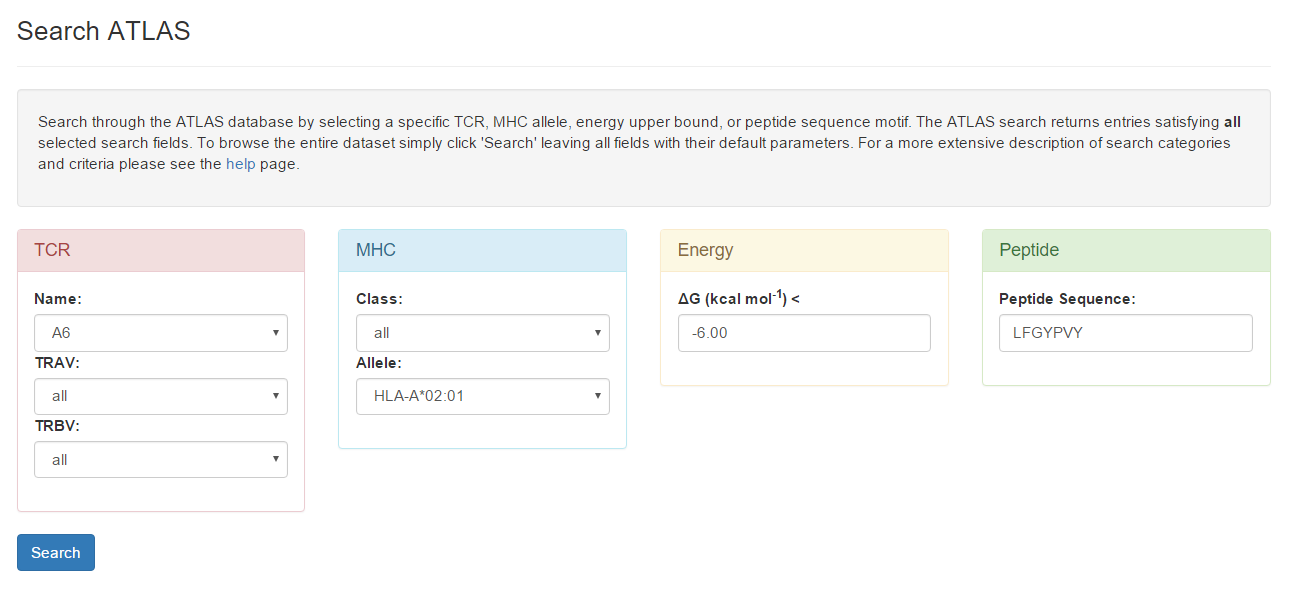 Search ATLAS
Search through the ATLAS database by selecting a specific TCR, MHC allele, energy upper bound, or peptide sequence motif. The ATLAS search returns entries satisfying all
selected search fields. To browse the entire dataset simply click 'Search' leaving all fields with their default parameters. For a more extensive description of search categories
and criteria please see the help page.
TCR
Name:
A6
TRAV:
all
TRBV:
all
MHC
Class:
all
Allele:
HLA-A*02:01
Energy
ΔG (kcal mol-1) <
-6.00
Peptide
Peptide Sequence:
LFGYPVY
Search